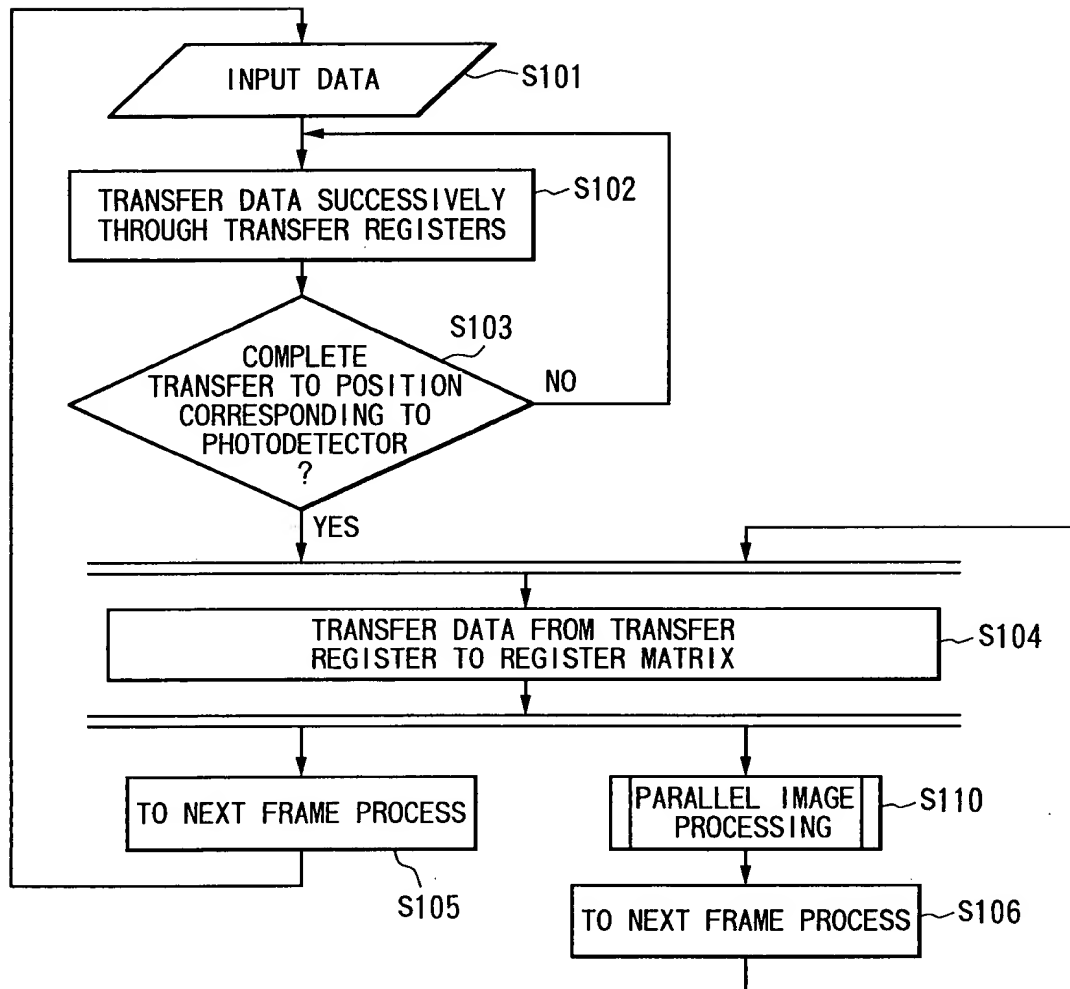 INPUT DATA
S101
TRANSFER DATA SUCCESSIVELY
THROUGH TRANSFER REGISTERS
S102
S103
COMPLETE
TRANSFER TO POSITION
CORRESPONDING TO
PHOTODETECTOR
?
NO
YES
TRANSFER DATA FROM TRANSFER
REGISTER TO REGISTER MATRIX
S104
TO NEXT FRAME PROCESS
S105
PARALLEL IMAGE
PROCESSING
S110
TO NEXT FRAME PROCESS
S106